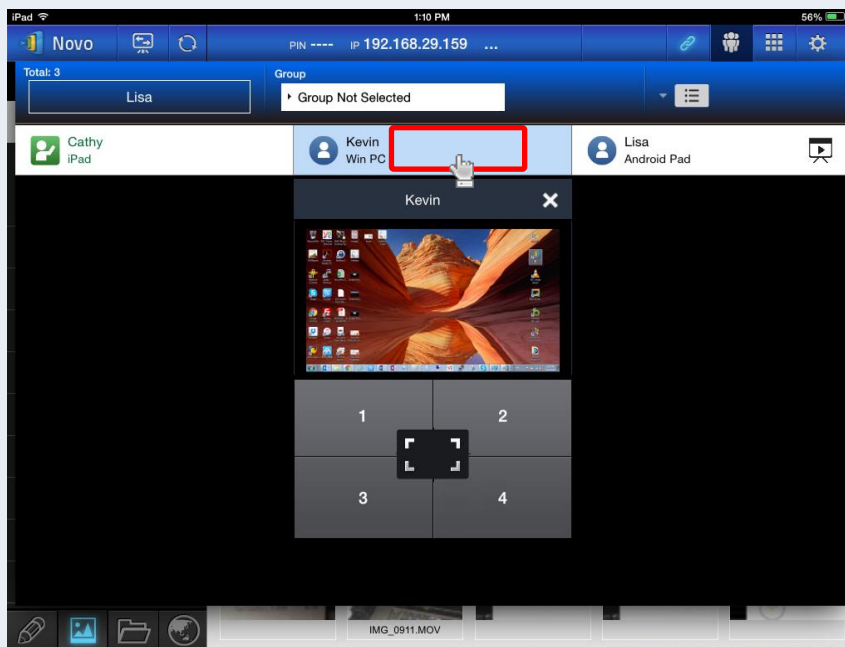 iPad 1:10 PM 56%
Novo PIN ---- IP 192.168.29.159 ...
Total: 3 Group
Lisa Group Not Selected
Cathy Kevin Lisa
iPad Win PC Android Pad
Kevin
1 2
3 4
IMG_0911.MOV